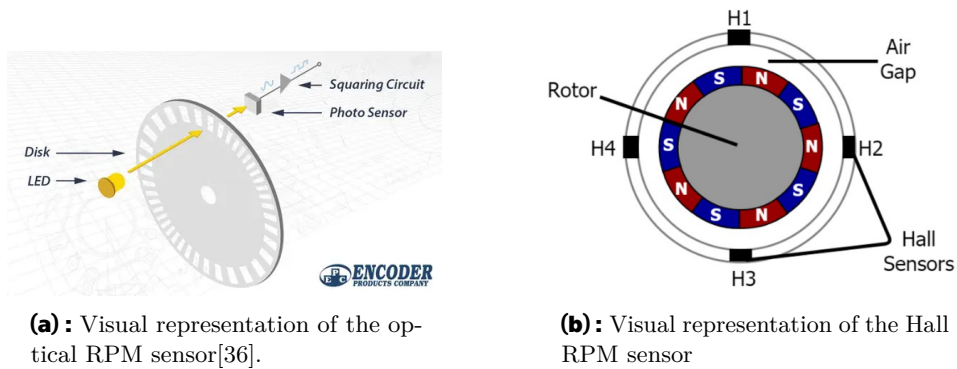 Squaring Circuit
Photo Sensor
Disk
LED
EPC
ENCODER
PRODUCTS COMPANY
(a) : Visual representation of the op-
tical RPM sensor[36].
H1
Air
Gap
Rotor
S N
N S
H4 S N H2
N S
S N
Hall
Sensors
H3
(b) : Visual representation of the Hall
RPM sensor